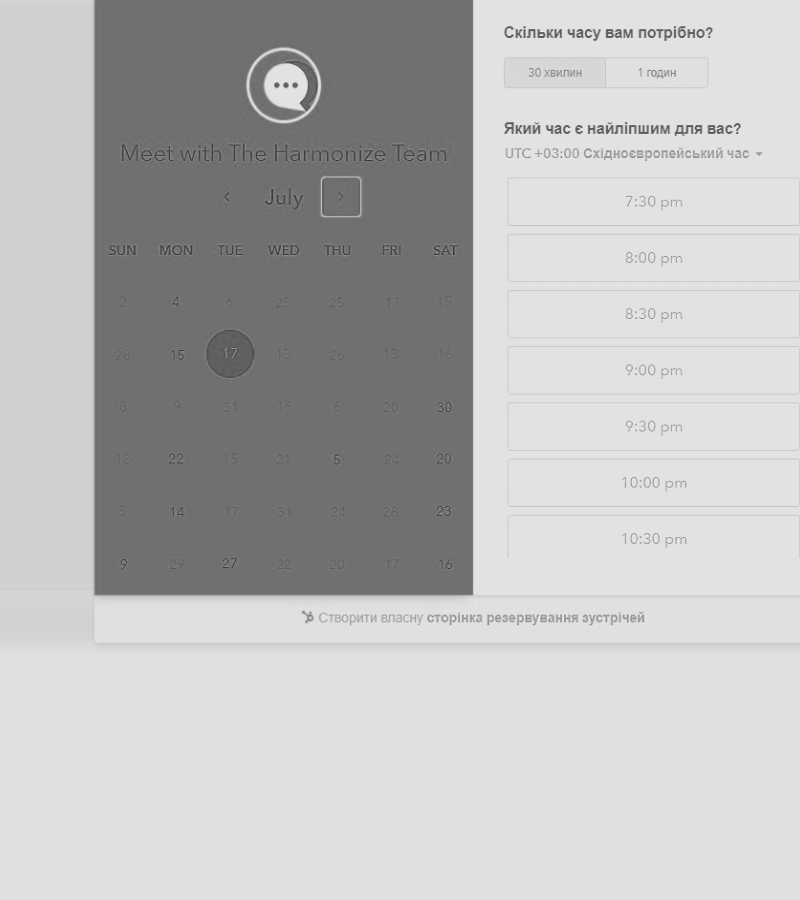 Meet with The Harmonize Team
July
SUN MON TUE WED THU FRI SAT
2 4 6 25 25 17 15
28 15 17 13 26 13 16
8 9 31 16 6 20 30
12 22 15 21 5 24 20
5 14 17 31 24 28 23
9 29 27 22 20 17 16
Скільки часу вам потрібно?
30 хвилин 1 годин
Який час є найліпшим для вас?
UTC +03:00 Східноєвропейський час
7:30 pm
8:00 pm
8:30 pm
9:00 pm
9:30 pm
10:00 pm
10:30 pm
Створити власну сторінка резервування зустрічей